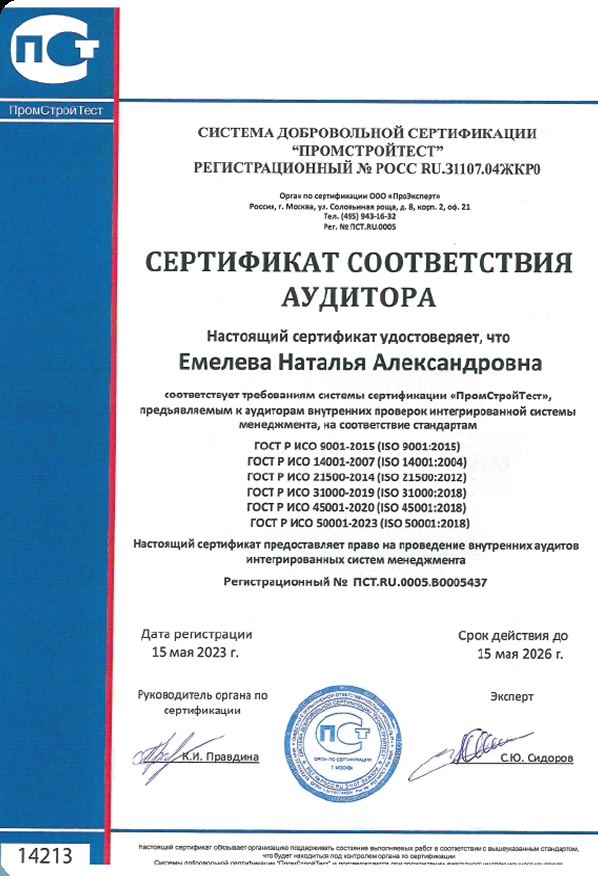 ПСТ
ПромСтройТест
СИСТЕМА ДОБРОВОЛЬНОЙ СЕРТИФИКАЦИИ
“ПРОМСТРОЙТЕСТ”
РЕГИСТРАЦИОННЫЙ № РОСС RU.31107.04ЖКР0
Орган по сертификации ООО «ПроЭксперт»
Россия, г. Москва, ул. Соловьиная роща, д. 8, корп. 2, оф. 21
Тел. (495) 943-16-32
Рег. № ПСТ.RU.0005
СЕРТИФИКАТ СООТВЕТСТВИЯ
АУДИТОРА
Настоящий сертификат удостоверяет, что
Емелева Наталья Александровна
соответствует требованиям системы сертификации «ПромСтройТест»,
предъявляемым к аудиторам внутренних проверок интегрированной системы
менеджмента, на соответствие стандартам
ГОСТ Р ИСО 9001-2015 (ISO 9001:2015)
ГОСТ Р ИСО 14001-2007 (ISO 14001:2004)
ГОСТ Р ИСО 21500-2014 (ISO 21500:2012)
ГОСТ Р ИСО 31000-2019 (ISO 31000:2018)
ГОСТ Р ИСО 45001-2020 (ISO 45001:2018)
ГОСТ Р ИСО 50001-2023 (ISO 50001:2018)
Настоящий сертификат предоставляет право на проведение внутренних аудитов
интегрированных систем менеджмента
Регистрационный № ПСТ.RU.0005.В0005437
Дата регистрации
15 мая 2023 г.
Срок действия до
15 мая 2026 г.
Руководитель органа по
сертификации
Эксперт
К.И. Правдина
С.Ю. Сидоров
ПСТ
ОРГАН ПО СЕРТИФИКАЦИИ
Г. МОСКВА
14213
Настоящий сертификат обязывает организацию поддерживать состояние выполняемых работ в соответствии с вышеуказанным стандартом,
что будет находиться под контролем органа по сертификации